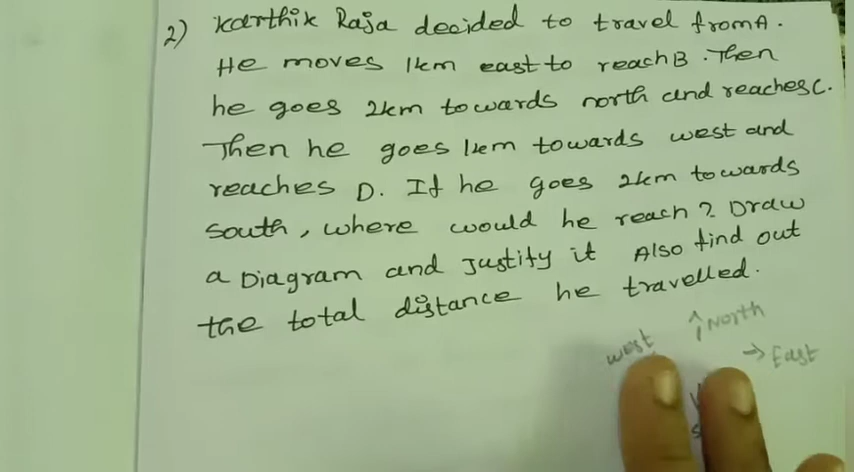 2) Karthik Raja decided to travel from A.
He moves 1km east to reach B. Then
he goes 2km towards north and reaches C.
Then he goes 1km towards west and
reaches D. If he goes 2km towards
south, where would he reach? Draw
a Diagram and Justify it Also find out
the total distance he travelled.
↑ North
west
→ East